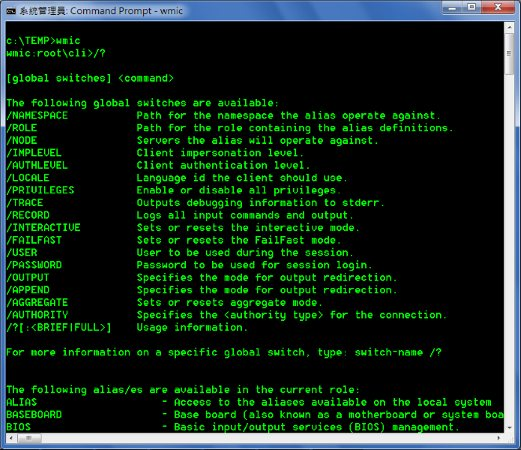 系統管理員: Command Prompt - wmic
c:\TEMP>wmic
wmic:root\cli>/?
[global switches] <command>
The following global switches are available:
/NAMESPACE Path for the namespace the alias operate against.
/ROLE Path for the role containing the alias definitions.
/NODE Servers the alias will operate against.
/IMPLEVEL Client impersonation level.
/AUTHLEVEL Client authentication level.
/LOCALE Language id the client should use.
/PRIVILEGES Enable or disable all privileges.
/TRACE Outputs debugging information to stderr.
/RECORD Logs all input commands and output.
/INTERACTIVE Sets or resets the interactive mode.
/FAILFAST Sets or resets the FailFast mode.
/USER User to be used during the session.
/PASSWORD Password to be used for session login.
/OUTPUT Specifies the mode for output redirection.
/APPEND Specifies the mode for output redirection.
/AGGREGATE Sets or resets aggregate mode.
/AUTHORITY Specifies the <authority type> for the connection.
/?[:<BRIEF|FULL>] Usage information.
For more information on a specific global switch, type: switch-name /?
The following alias/es are available in the current role:
ALIAS - Access to the aliases available on the local system
BASEBOARD - Base board (also known as a motherboard or system boa
BIOS - Basic input/output services (BIOS) management.